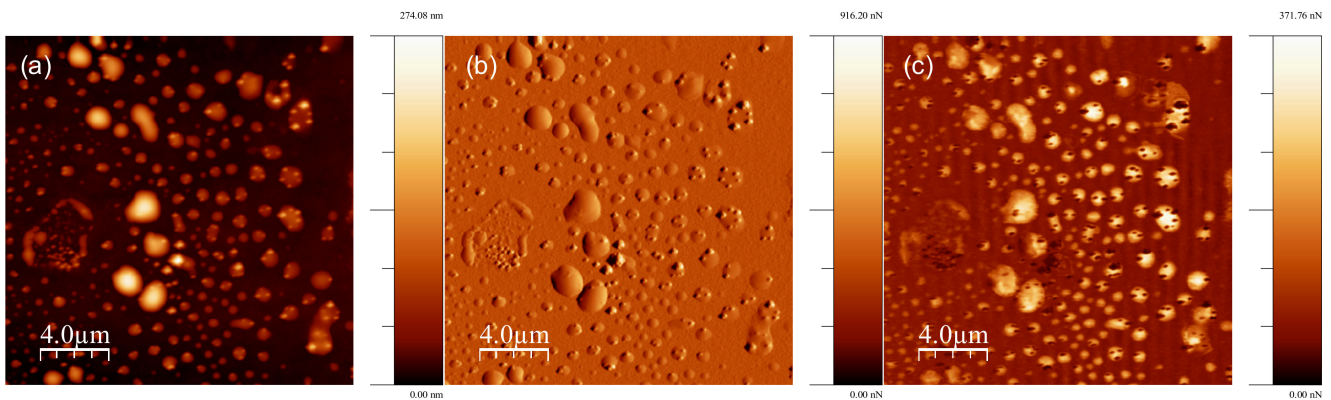 274.08 nm
916.20 nN
371.76 nN
(a)
(b)
(c)
4.0µm
4.0µm
4.0µm
0.00 nm
0.00 nN
0.00 nN